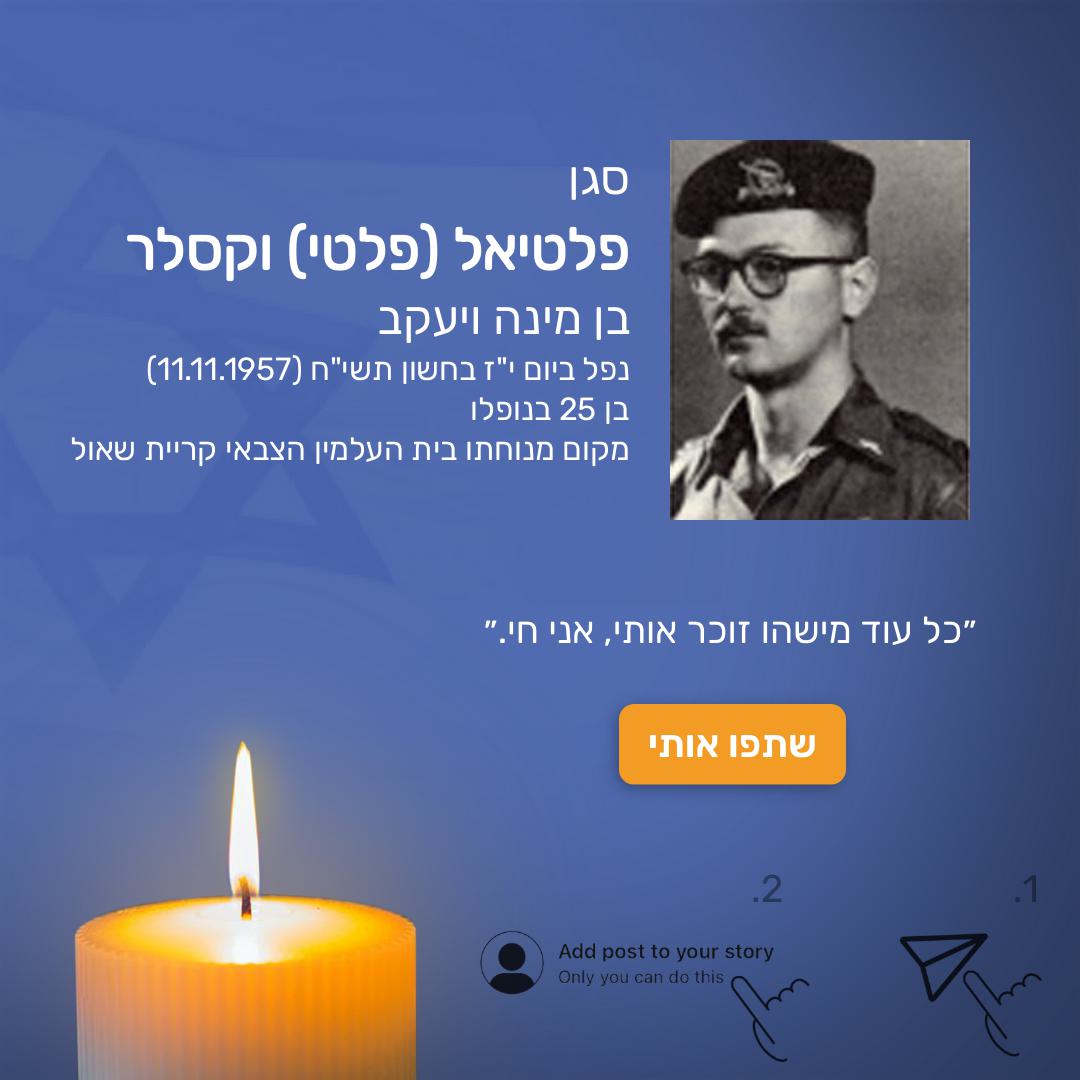 סגן
פלטיאל (פלטי) וקסלר
בן מינה ויעקב
נפל ביום י"ז בחשון תשי"ח (11.11.1957)
בן 25 בנופלו
מקום מנוחתו בית העלמין הצבאי קריית שאול
״כל עוד מישהו זוכר אותי, אני חי.״
שתפו אותי
.1
.2
Add post to your story
Only you can do this